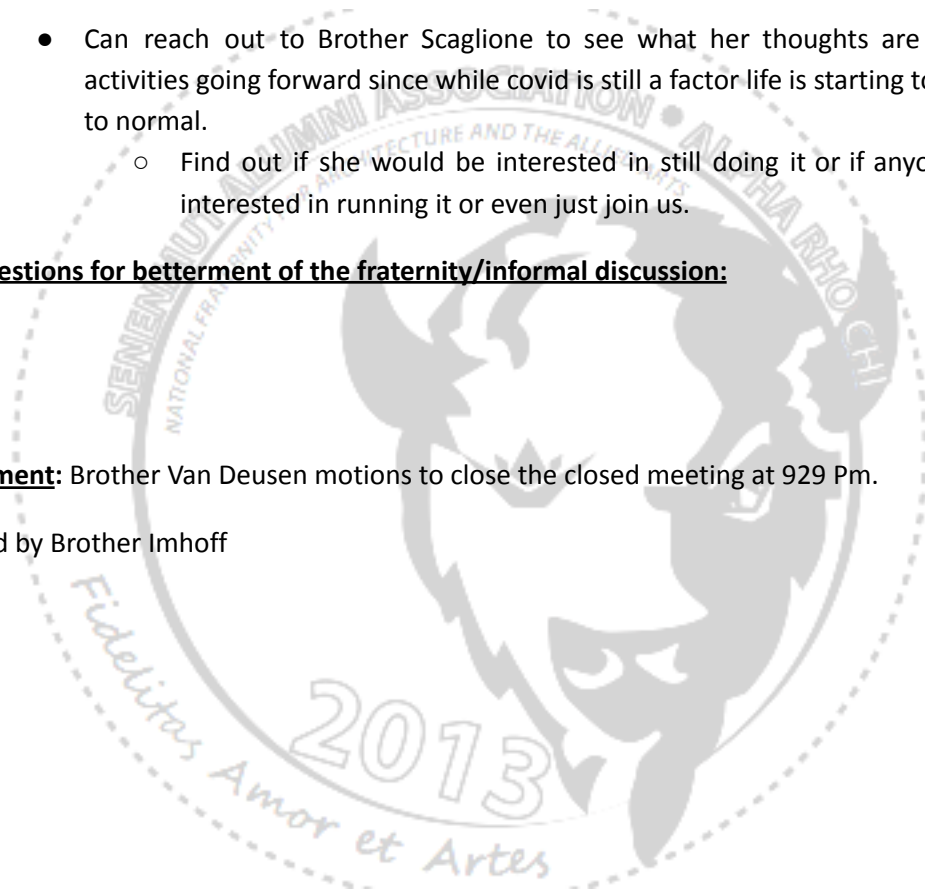 ● Can reach out to Brother Scaglione to see what her thoughts are
activities going forward since while covid is still a factor life is starting to
to normal.
○ Find out if she would be interested in still doing it or if anyo
interested in running it or even just join us.
estions for betterment of the fraternity/informal discussion:
ment: Brother Van Deusen motions to close the closed meeting at 929 Pm.
d by Brother Imhoff
SENENMUT ALUMNI ASSOCIATION • ALPHA RHO CHI
NATIONAL FRATERNITY FOR ARCHITECTURE AND THE ALLIED ARTS
2013
Fidelitas Amor et Artes